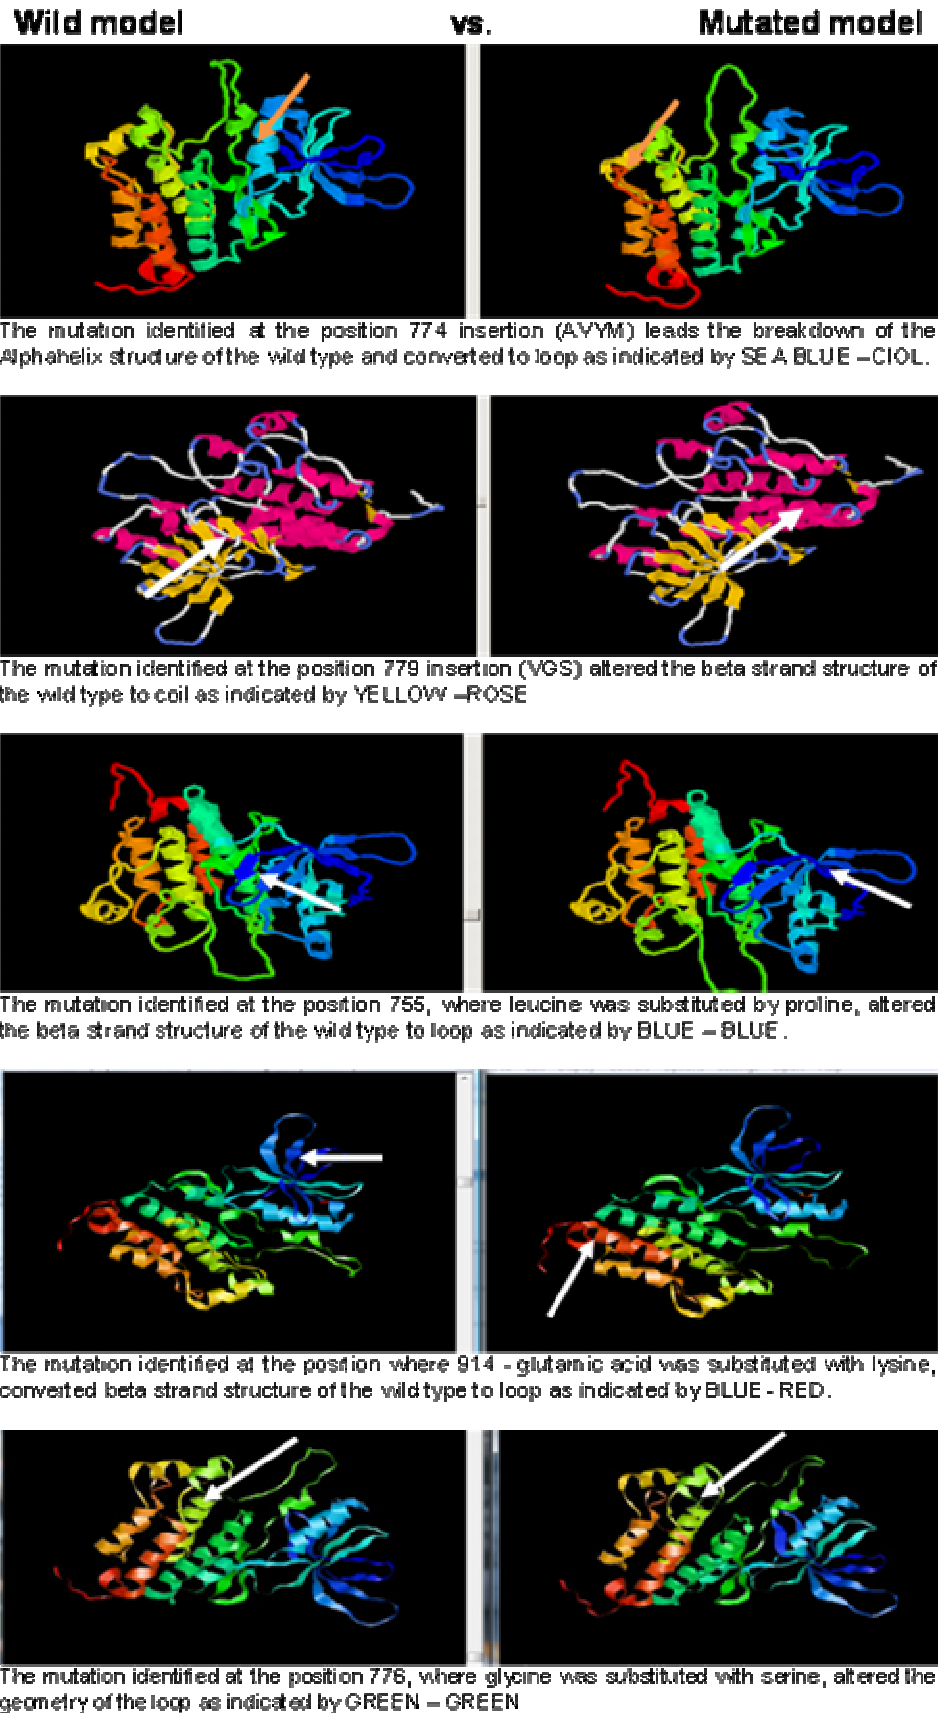 Wild model vs. Mutated model
The mutation identified at the position 774 insertion (AVYM) leads the breakdown of the
Alphahelix structure of the wild type and converted to loop as indicated by SEA BLUE –CIOL.
The mutation identified at the position 779 insertion (VGS) altered the beta strand structure of
the wild type to coil as indicated by YELLOW –ROSE
The mutation identified at the position 755, where leucine was substituted by proline, altered
the beta strand structure of the wild type to loop as indicated by BLUE – BLUE.
The mutation identified at the position where 914 - glutamic acid was substituted with lysine,
converted beta strand structure of the wild type to loop as indicated by BLUE - RED.
The mutation identified at the position 776, where glycine was substituted with serine, altered the
geometry of the loop as indicated by GREEN – GREEN